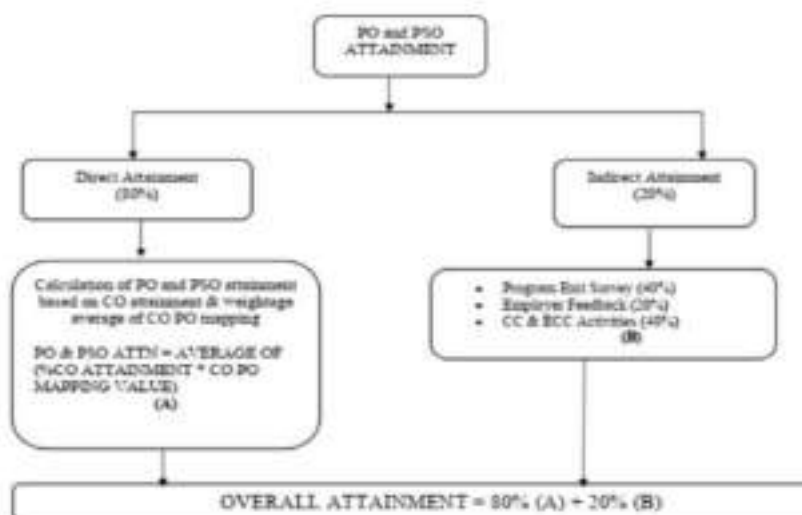 PO and PSO
ATTAINMENT
Direct Attainment
(80%)
Indirect Attainment
(20%)
Calculation of PO and PSO attainment
based on CO attainment & weightage
average of CO PO mapping
PO & PSO ATTN = AVERAGE OF
(%CO ATTAINMENT * CO PO
MAPPING VALUE)
(A)
• Program Exit Survey (40%)
• Employer Feedback (20%)
• CC & ECC Activities (40%)
(B)
OVERALL ATTAINMENT = 80% (A) + 20% (B)